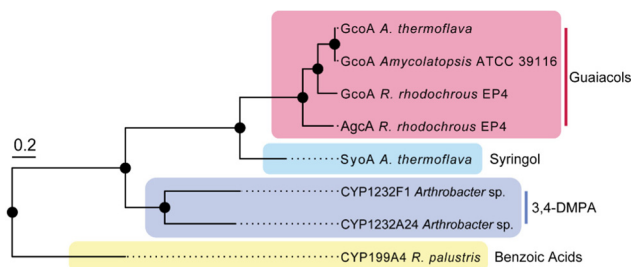 GcoA A. thermoflava
GcoA Amycolatopsis ATCC 39116
Guaiacols
GcoA R. rhodochrous EP4
AgcA R. rhodochrous EP4
0.2
SyoA A. thermoflava Syringol
CYP1232F1 Arthrobacter sp.
3,4-DMPA
CYP1232A24 Arthrobacter sp.
CYP199A4 R. palustris Benzoic Acids